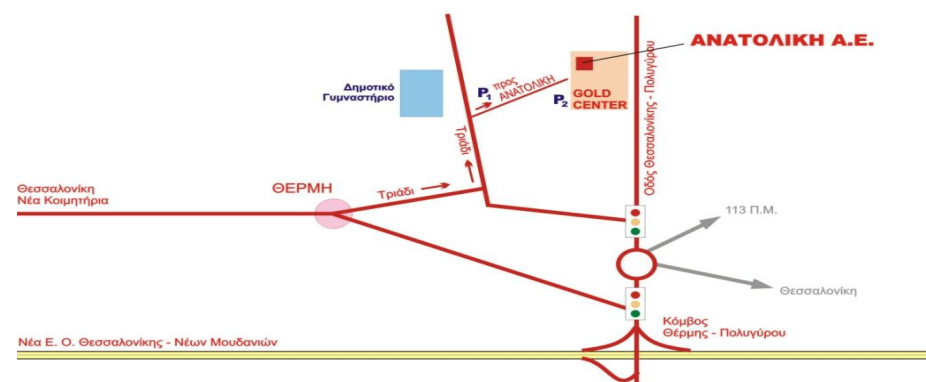 ΑΝΑΤΟΛΙΚΗ Α.Ε.
Δημοτικό
Γυμναστήριο
P1
προς
ΑΝΑΤΟΛΙΚΗ
P2
GOLD
CENTER
Οδός Θεσσαλονίκης - Πολυγύρου
Τριάδι
Θεσσαλονίκη
Νέα Κοιμητήρια
ΘΕΡΜΗ
Τριάδι
113 Π.Μ.
Θεσσαλονίκη
Κόμβος
Θέρμης - Πολυγύρου
Νέα Ε. Ο. Θεσσαλονίκης - Νέων Μουδανιών